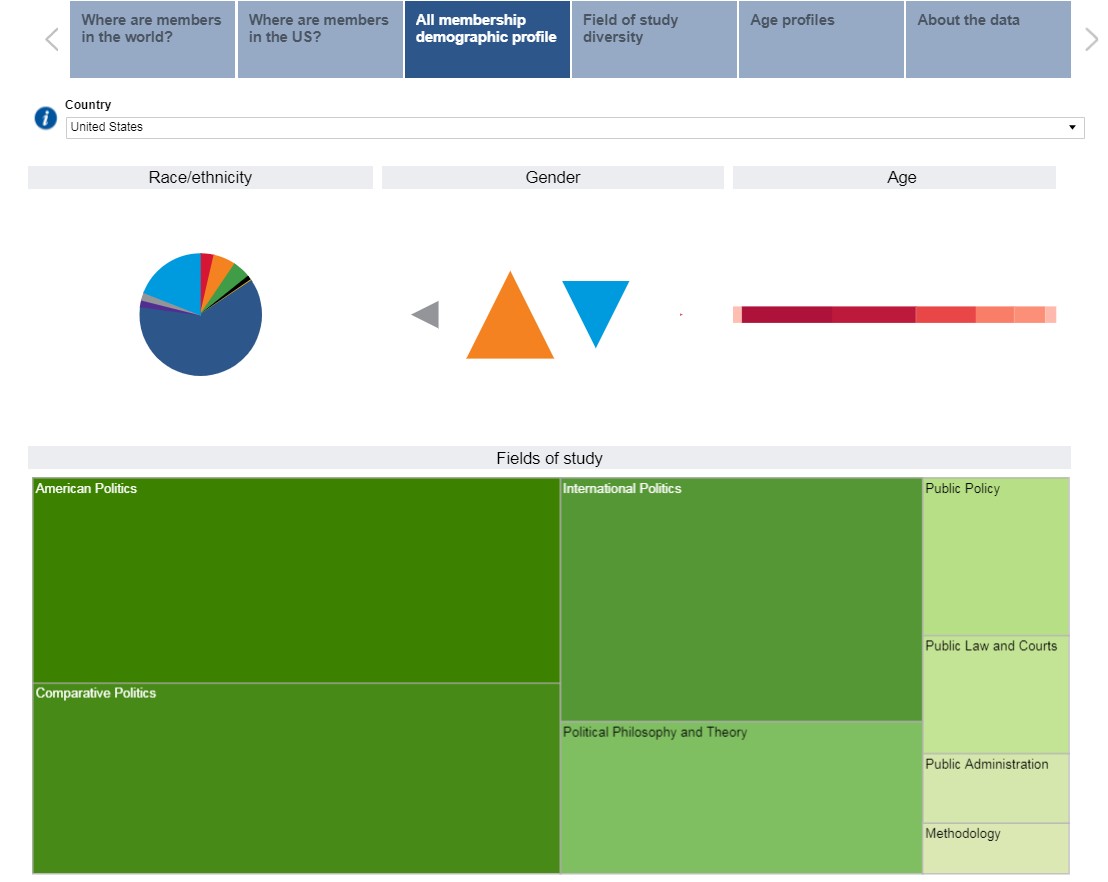 Where are members
in the world?
Where are members
in the US?
All membership
demographic profile
Field of study
diversity
Age profiles
About the data
i
Country
United States
Race/ethnicity
Gender
Age
Fields of study
American Politics
International Politics
Public Policy
Public Law and Courts
Comparative Politics
Political Philosophy and Theory
Public Administration
Methodology